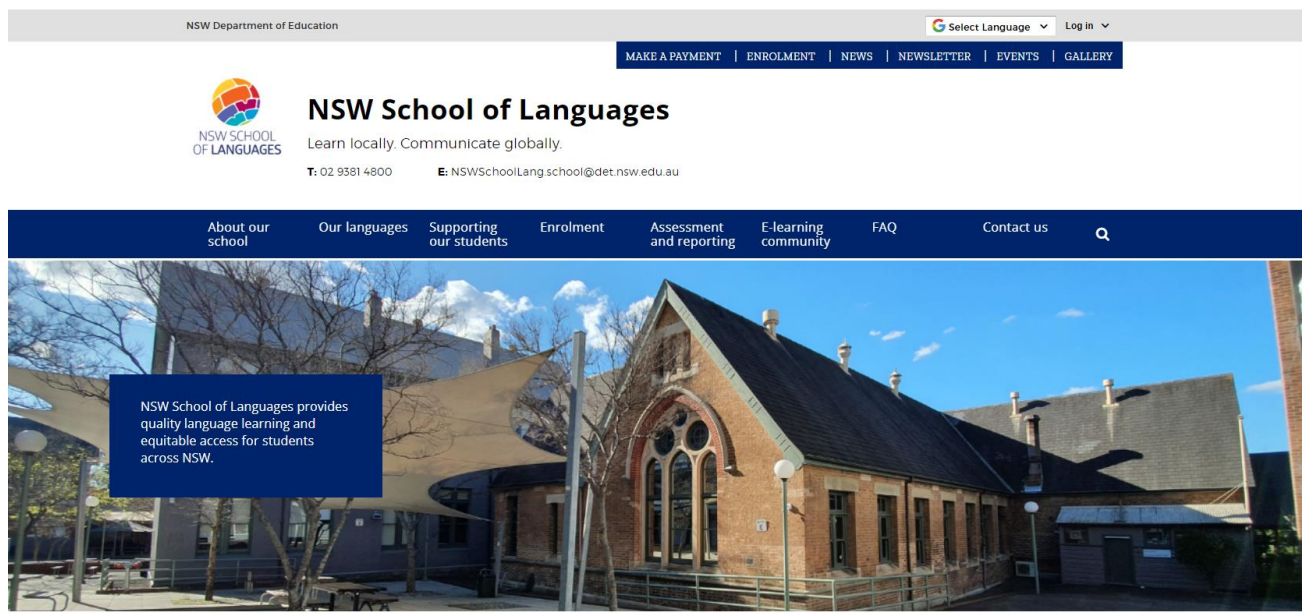 NSW Department of Education
Select Language
Log in
MAKE A PAYMENT | ENROLMENT | NEWS | NEWSLETTER | EVENTS | GALLERY
NSW SCHOOL
OF LANGUAGES
NSW School of Languages
Learn locally. Communicate globally.
T: 02 9381 4800 E: NSWSchoolLang.school@det.nsw.edu.au
About our
school
Our languages
Supporting
our students
Enrolment
Assessment
and reporting
E-learning
community
FAQ
Contact us
NSW School of Languages provides
quality language learning and
equitable access for students
across NSW.